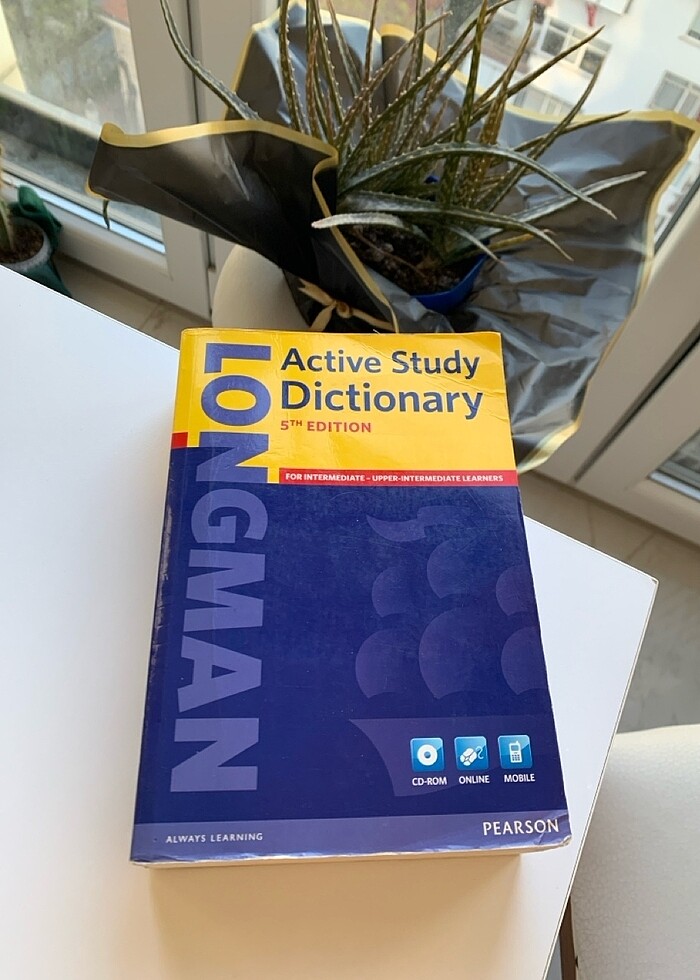 LONGMAN
Active Study
Dictionary
5TH EDITION
FOR INTERMEDIATE – UPPER-INTERMEDIATE LEARNERS
CD-ROM
ONLINE
MOBILE
ALWAYS LEARNING
PEARSON